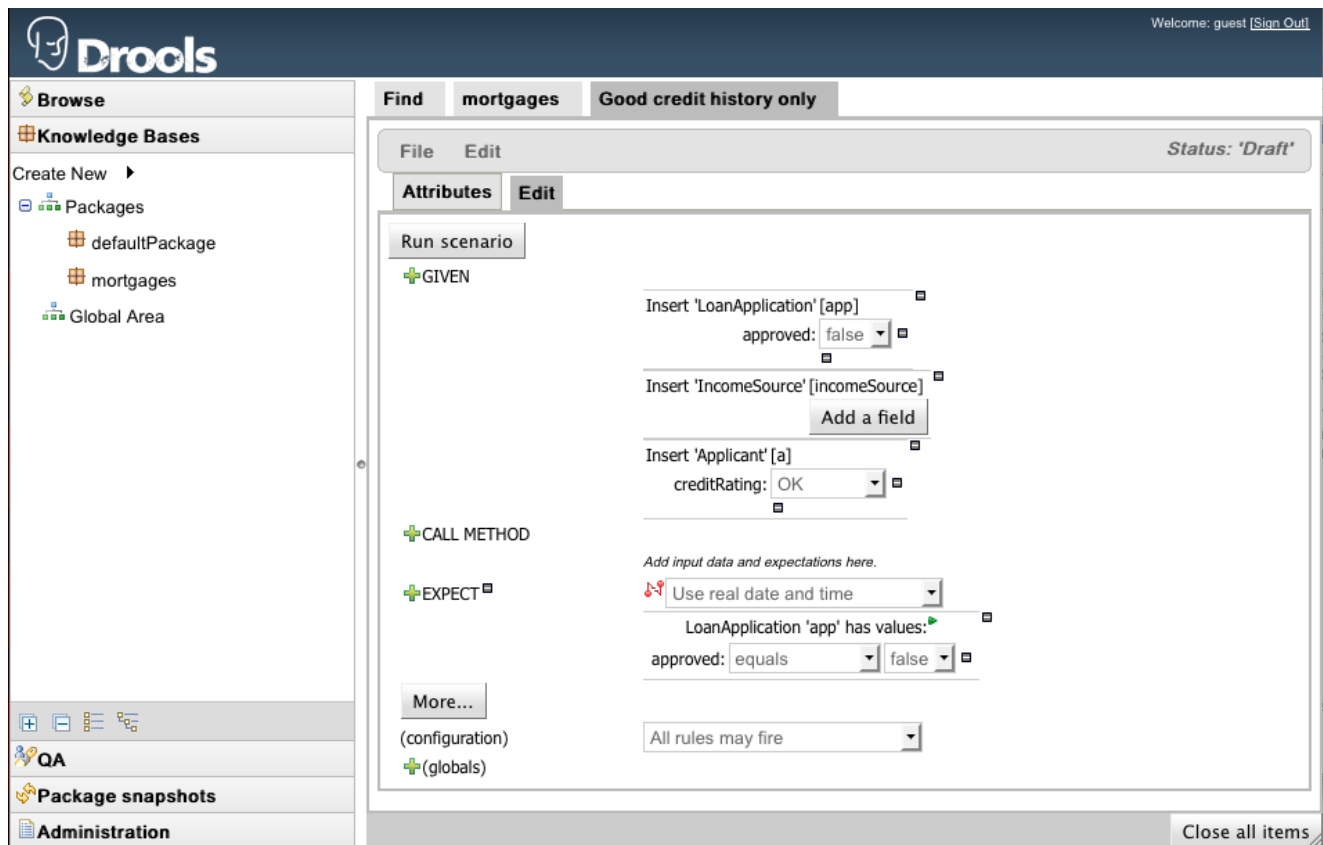 Welcome: guest [Sign Out]
Drools
Browse
Knowledge Bases
Create New
Packages
defaultPackage
mortgages
Global Area
QA
Package snapshots
Administration
Find mortgages Good credit history only
File Edit Status: 'Draft'
Attributes Edit
Run scenario
GIVEN
Insert 'LoanApplication' [app]
approved: false
Insert 'IncomeSource' [incomeSource]
Add a field
Insert 'Applicant' [a]
creditRating: OK
CALL METHOD
Add input data and expectations here.
EXPECT Use real date and time
LoanApplication 'app' has values:
approved: equals false
More...
(configuration) All rules may fire
(globals)
Close all items